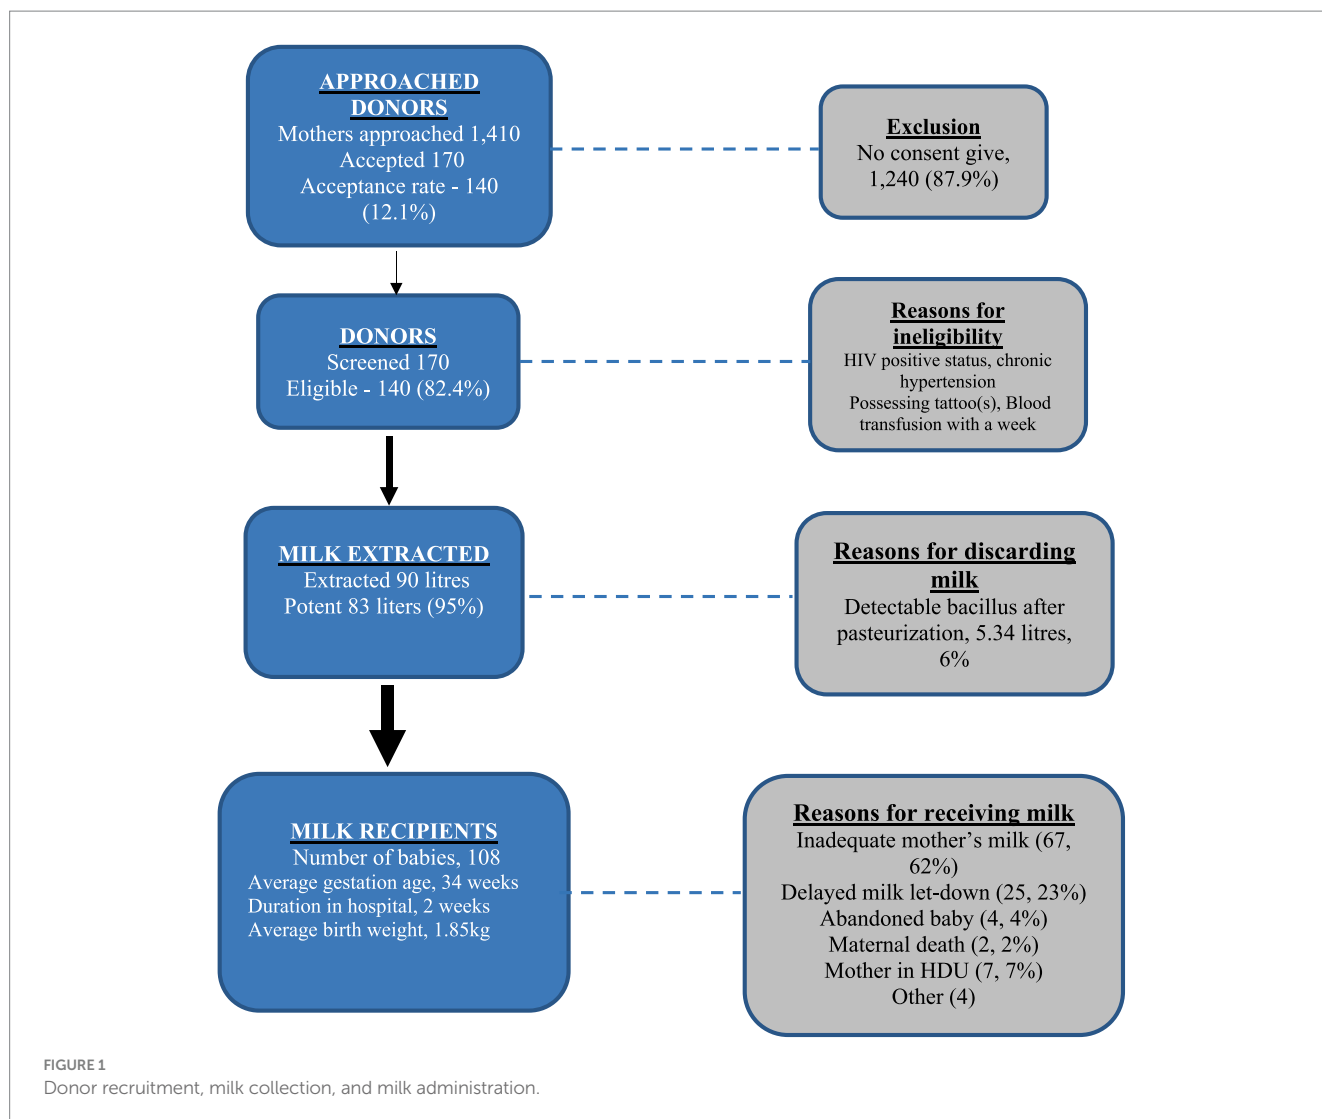 APPROACHED
DONORS
Mothers approached 1,410
Accepted 170
Acceptance rate - 140
(12.1%)
Exclusion
No consent give,
1,240 (87.9%)
DONORS
Screened 170
Eligible - 140 (82.4%)
Reasons for
ineligibility
HIV positive status, chronic
hypertension
Possessing tattoo(s), Blood
transfusion with a week
MILK EXTRACTED
Extracted 90 litres
Potent 83 liters (95%)
Reasons for discarding
milk
Detectable bacillus after
pasteurization, 5.34 litres,
6%
MILK RECIPIENTS
Number of babies, 108
Average gestation age, 34 weeks
Duration in hospital, 2 weeks
Average birth weight, 1.85kg
Reasons for receiving milk
Inadequate mother’s milk (67,
62%)
Delayed milk let-down (25, 23%)
Abandoned baby (4, 4%)
Maternal death (2, 2%)
Mother in HDU (7, 7%)
Other (4)
FIGURE 1
Donor recruitment, milk collection, and milk administration.